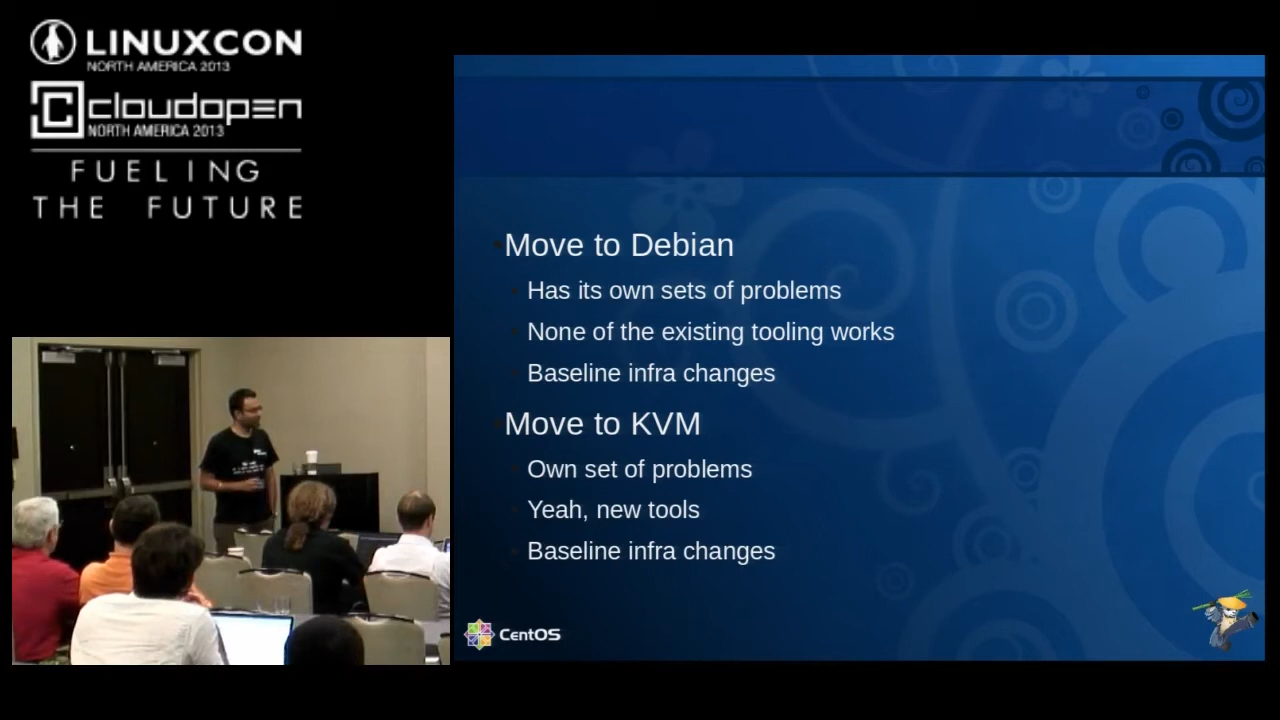 LINUXCON
NORTH AMERICA 2013
cloudopen
NORTH AMERICA 2013
FUELING
THE FUTURE
Move to Debian
Has its own sets of problems
None of the existing tooling works
Baseline infra changes
Move to KVM
Own set of problems
Yeah, new tools
Baseline infra changes
CentOS